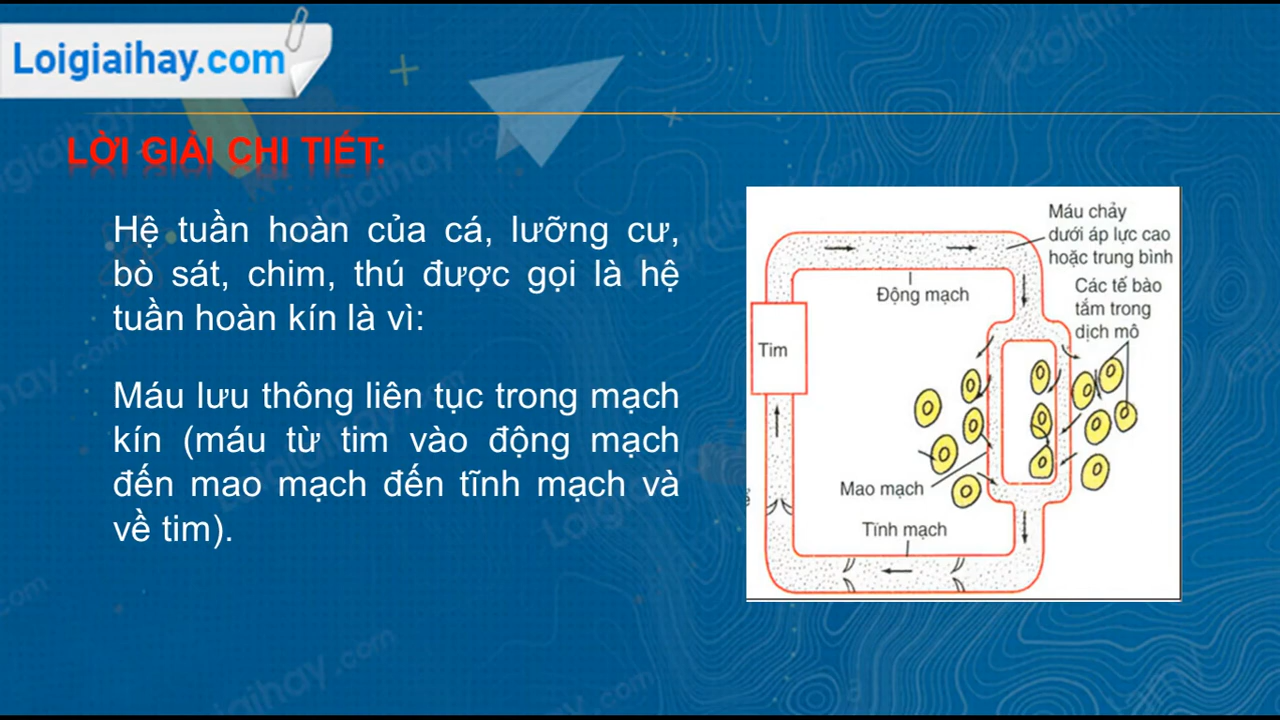 Loigiaihay.com
LỜI GIẢI CHI TIẾT:
Hệ tuần hoàn của cá, lưỡng cư,
bò sát, chim, thú được gọi là hệ
tuần hoàn kín là vì:
Máu lưu thông liên tục trong mạch
kín (máu từ tim vào động mạch
đến mao mạch đến tĩnh mạch và
về tim).
Máu chảy
dưới áp lực cao
hoặc trung bình
Động mạch
Các tế bào
tắm trong
dịch mô
Tim
Mao mạch
Tĩnh mạch